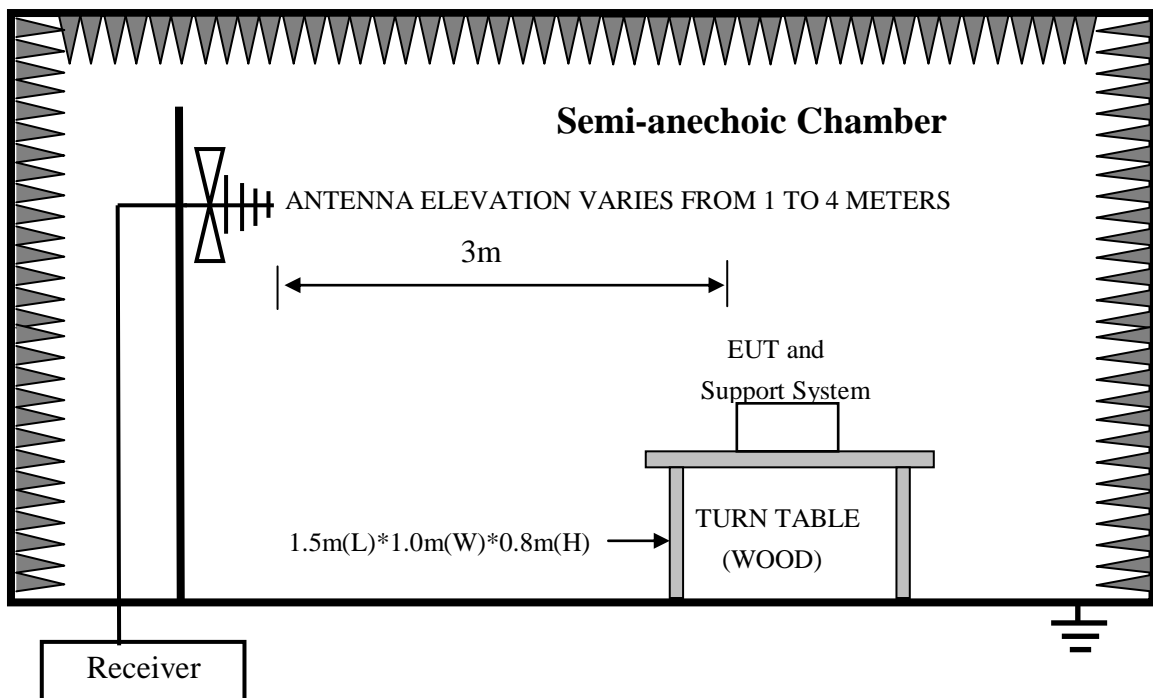 Semi-anechoic Chamber
ANTENNA ELEVATION VARIES FROM 1 TO 4 METERS
3m
EUT and
Support System
TURN TABLE
1.5m(L)*1.0m(W)*0.8m(H)
(WOOD)
Receiver